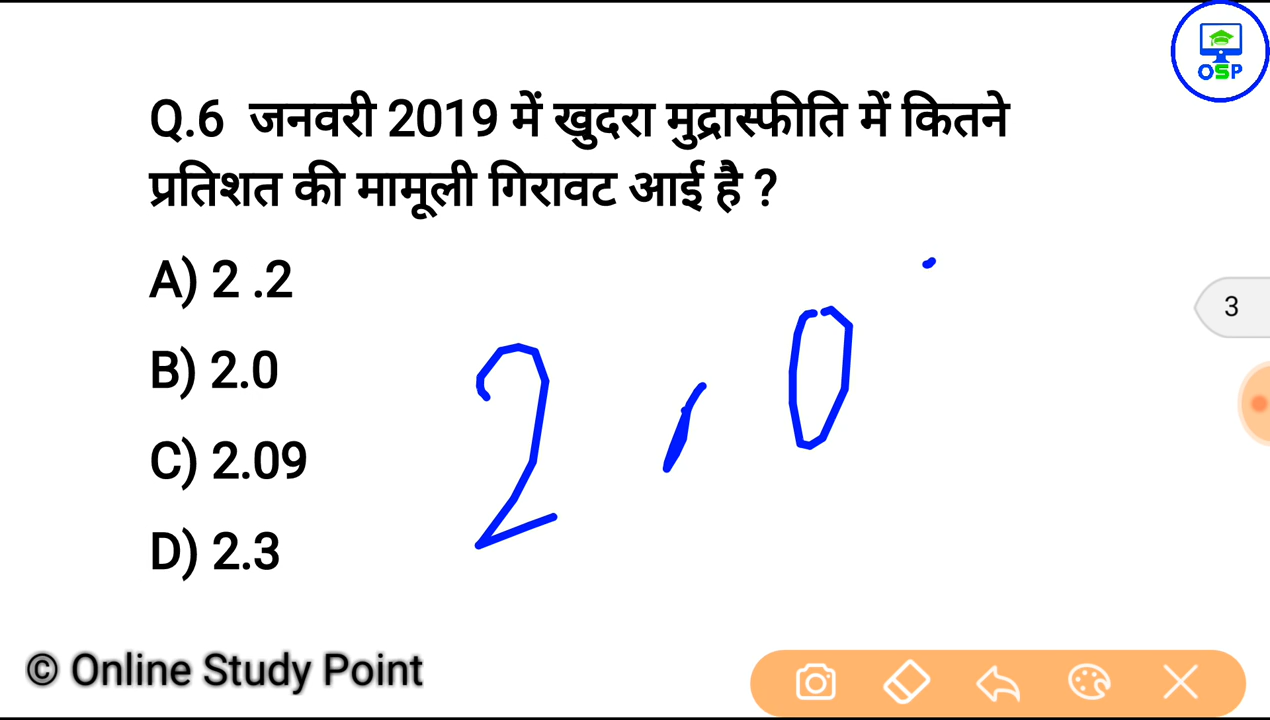 OSP
Q.6 जनवरी 2019 में खुदरा मुद्रास्फीति में कितने
प्रतिशत की मामूली गिरावट आई है ?
A) 2 .2
B) 2.0
C) 2.09
D) 2.3
2.0
3
© Online Study Point